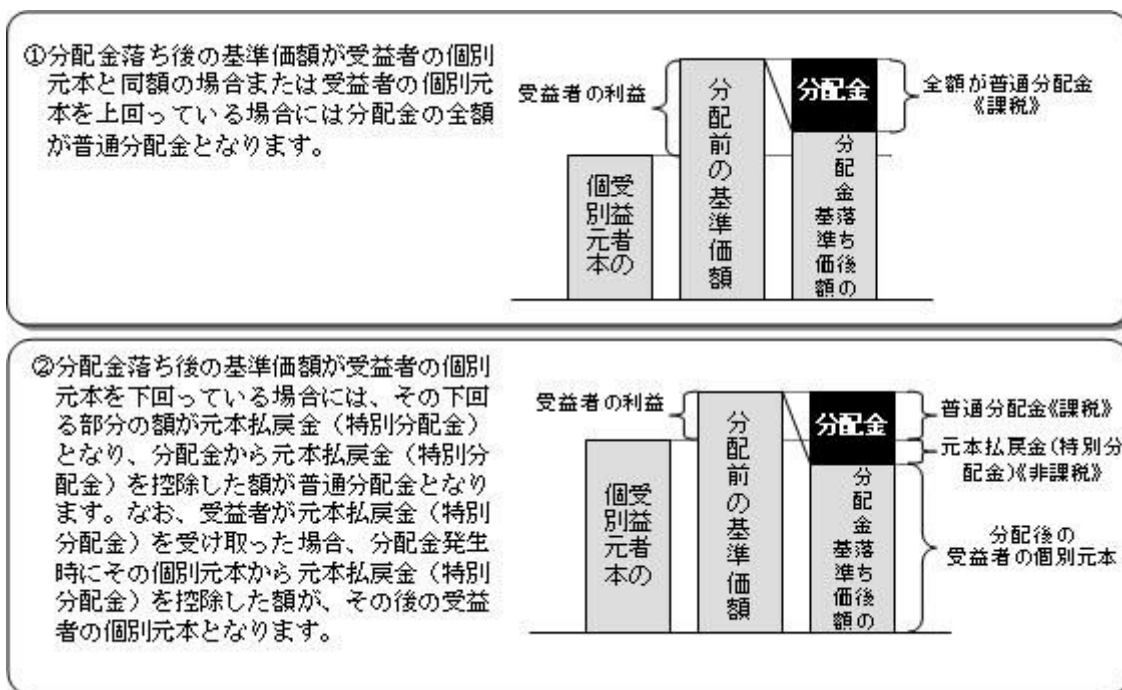 ①分配金落ち後の基準価額が受益者の個別
元本と同額の場合または受益者の個別元
本を上回っている場合には分配金の全額
が普通分配金となります。
受益者の利益
受益者の
個別元本
分配前の基準価額
分配金
分配金落ち後の
基準価額
全額が普通分配金
《課税》
②分配金落ち後の基準価額が受益者の個別
元本を下回っている場合には、その下回
る部分の額が元本払戻金（特別分配金）
となり、分配金から元本払戻金（特別分
配金）を控除した額が普通分配金となり
ます。なお、受益者が元本払戻金（特別
分配金）を受け取った場合、分配金発生
時にその個別元本から元本払戻金（特別
分配金）を控除した額が、その後の受益
者の個別元本となります。
受益者の利益
受益者の
個別元本
分配前の基準価額
分配金
分配金落ち後の
基準価額
普通分配金《課税》
元本払戻金(特別分
配金)《非課税》
分配後の
受益者の個別元本